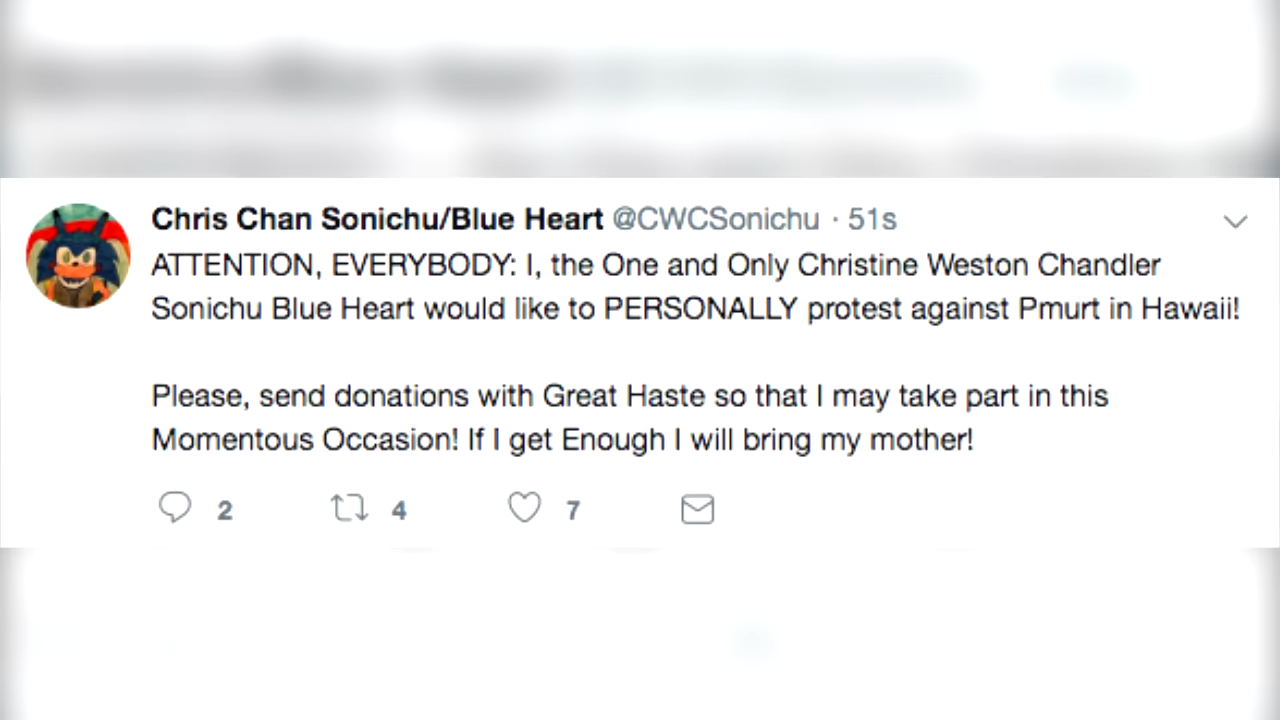 Chris Chan Sonichu/Blue Heart @CWCSonichu · 51s
ATTENTION, EVERYBODY: I, the One and Only Christine Weston Chandler
Sonichu Blue Heart would like to PERSONALLY protest against Pmurt in Hawaii!
Please, send donations with Great Haste so that I may take part in this
Momentous Occasion! If I get Enough I will bring my mother!
2 4 7